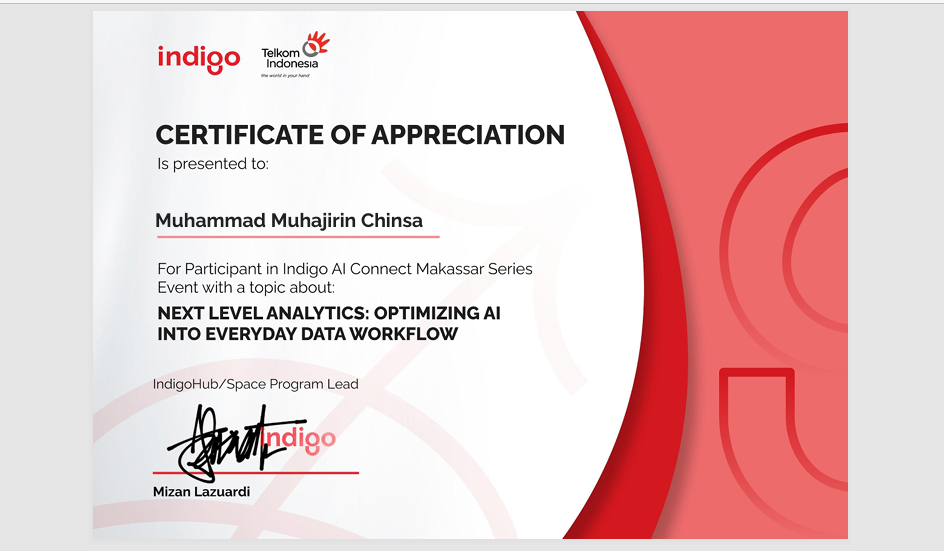 indigo
Telkom
Indonesia
the world in your hand
CERTIFICATE OF APPRECIATION
Is presented to:
Muhammad Muhajirin Chinsa
For Participant in Indigo AI Connect Makassar Series
Event with a topic about:
NEXT LEVEL ANALYTICS: OPTIMIZING AI
INTO EVERYDAY DATA WORKFLOW
IndigoHub/Space Program Lead
indigo
Mizan Lazuardi